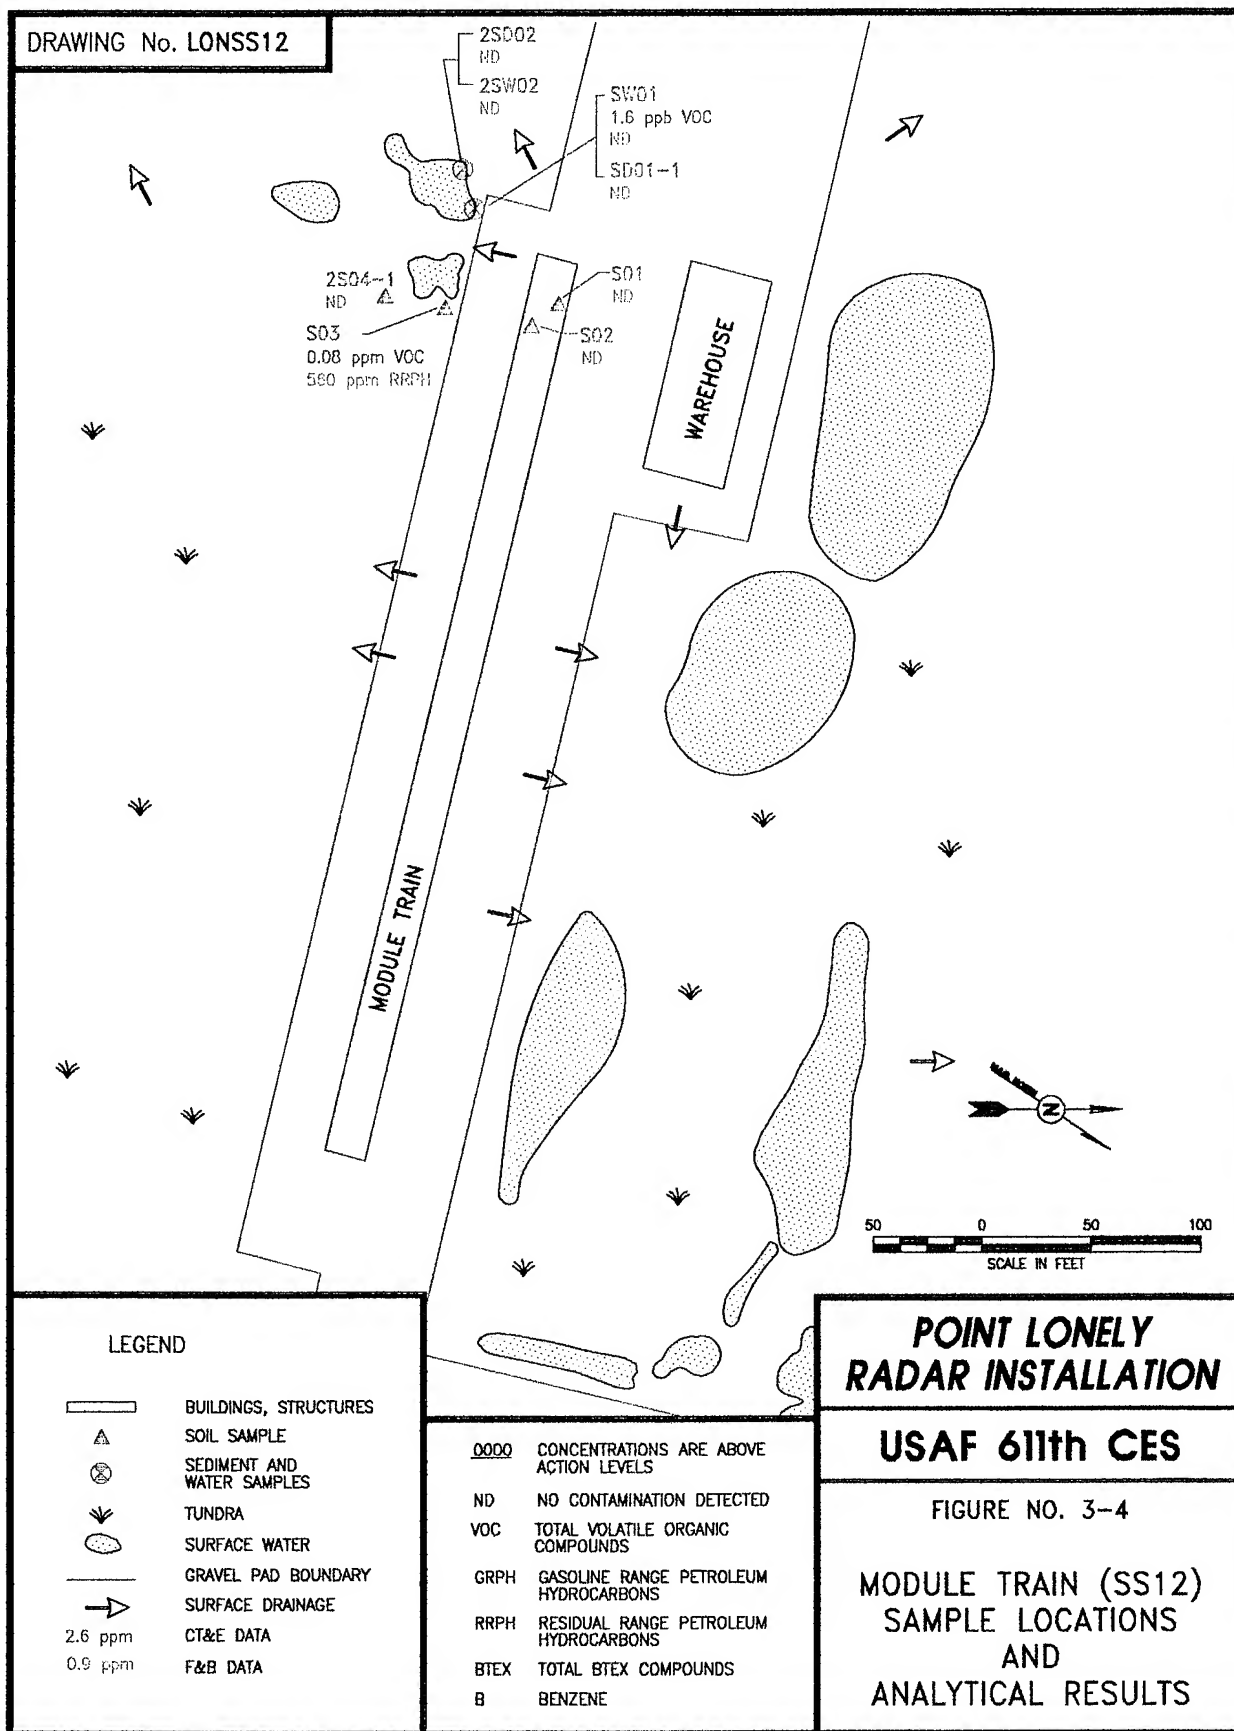 DRAWING No. LONSS12
2SD02
ND
2SW02
ND
SW01
1.6 ppb VOC
ND
SD01-1
ND
2S04-1
ND
S03
0.08 ppm VOC
560 ppm RRPH
S01
ND
S02
ND
WAREHOUSE
MODULE TRAIN
N
50 0 50 100
SCALE IN FEET
LEGEND
BUILDINGS, STRUCTURES
SOIL SAMPLE
SEDIMENT AND
WATER SAMPLES
TUNDRA
SURFACE WATER
GRAVEL PAD BOUNDARY
SURFACE DRAINAGE
2.6 ppm CT&E DATA
0.9 ppm F&B DATA
0000 CONCENTRATIONS ARE ABOVE
ACTION LEVELS
ND NO CONTAMINATION DETECTED
VOC TOTAL VOLATILE ORGANIC
COMPOUNDS
GRPH GASOLINE RANGE PETROLEUM
HYDROCARBONS
RRPH RESIDUAL RANGE PETROLEUM
HYDROCARBONS
BTEX TOTAL BTEX COMPOUNDS
B BENZENE
POINT LONELY
RADAR INSTALLATION
USAF 611th CES
FIGURE NO. 3-4
MODULE TRAIN (SS12)
SAMPLE LOCATIONS
AND
ANALYTICAL RESULTS